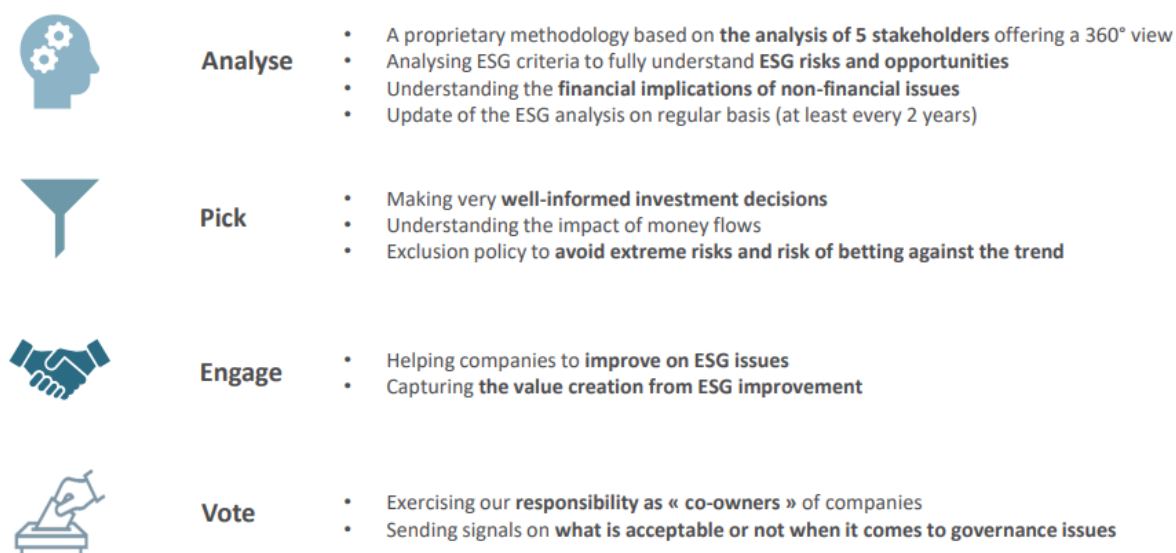 Analyse
• A proprietary methodology based on the analysis of 5 stakeholders offering a 360° view
• Analysing ESG criteria to fully understand ESG risks and opportunities
• Understanding the financial implications of non-financial issues
• Update of the ESG analysis on regular basis (at least every 2 years)
Pick
• Making very well-informed investment decisions
• Understanding the impact of money flows
• Exclusion policy to avoid extreme risks and risk of betting against the trend
Engage
• Helping companies to improve on ESG issues
• Capturing the value creation from ESG improvement
Vote
• Exercising our responsibility as « co-owners » of companies
• Sending signals on what is acceptable or not when it comes to governance issues